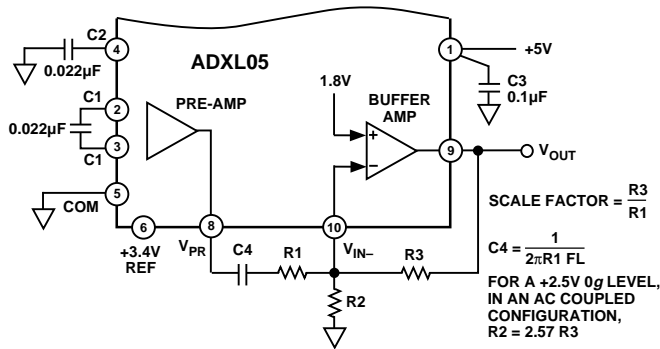 C2
4
0.022µF
ADXL05
1
+5V
C3
0.1µF
C1
2
0.022µF
3
C1
PRE-AMP
1.8V
BUFFER
AMP
+
–
9
VOUT
5
COM
6
+3.4V
REF
8
VPR
10
VIN–
C4
R1
R3
R2
SCALE FACTOR = R3
R1
C4 = 1
2πR1 FL
FOR A +2.5V 0g LEVEL,
IN AN AC COUPLED
CONFIGURATION,
R2 = 2.57 R3